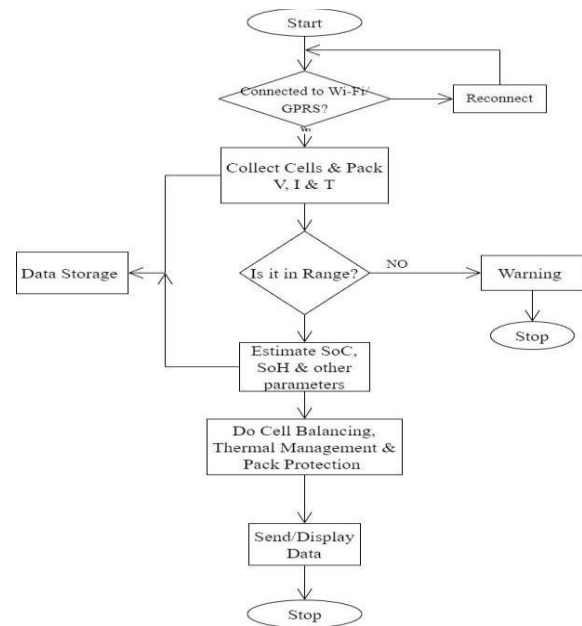 Start
Connected to Wi-Fi/
GPRS?
Reconnect
Yes
Collect Cells & Pack
V, I & T
Data Storage
Is it in Range?
NO
Warning
Stop
Estimate SoC,
SoH & other
parameters
Do Cell Balancing,
Thermal Management &
Pack Protection
Send/Display
Data
Stop